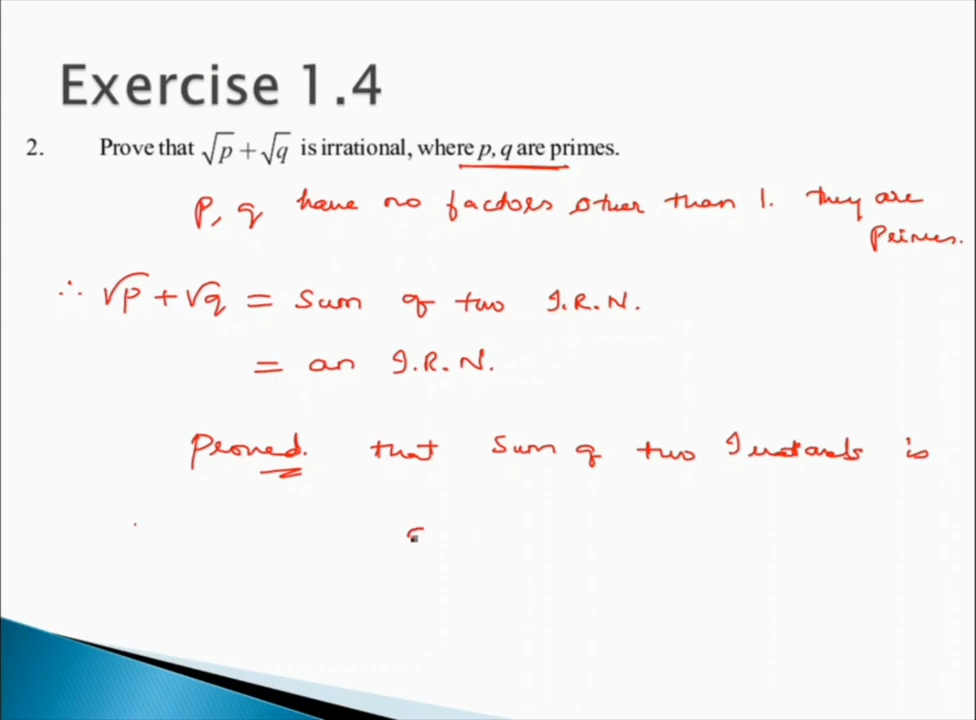 Exercise 1.4
2. Prove that √p + √q is irrational, where p, q are primes.
P, q have no factors other than 1. They are
Primes.
∴ √p + √q = Sum of two I.R.N.
= an I.R.N.
Proved. that Sum of two is